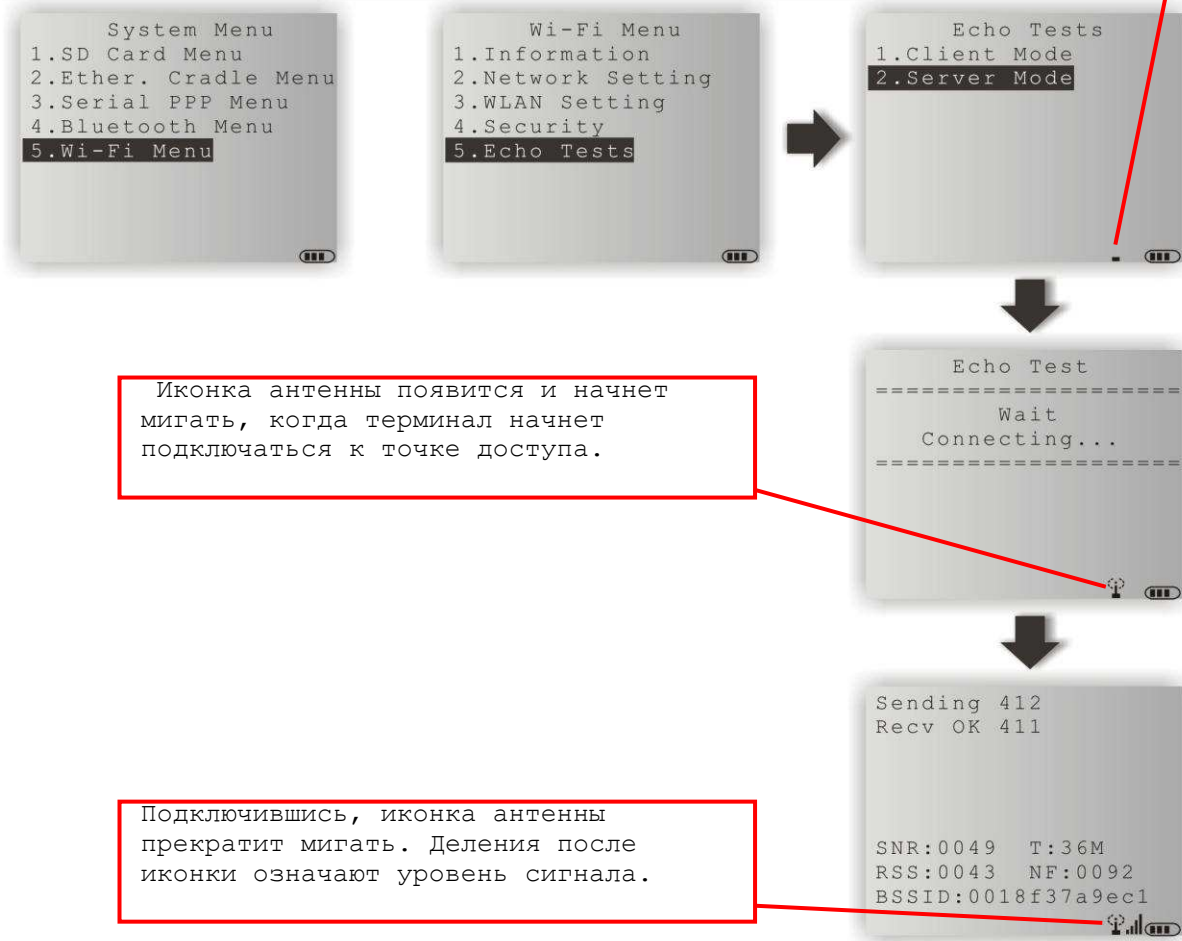 System Menu
1.SD Card Menu
2.Ether. Cradle Menu
3.Serial PPP Menu
4.Bluetooth Menu
5.Wi-Fi Menu
Wi-Fi Menu
1.Information
2.Network Setting
3.WLAN Setting
4.Security
5.Echo Tests
Echo Tests
1.Client Mode
2.Server Mode
Иконка антенны появится и начнет
мигать, когда терминал начнет
подключаться к точке доступа.
Echo Test
====================
Wait
Connecting...
====================
Подключившись, иконка антенны
прекратит мигать. Деления после
иконки означают уровень сигнала.
Sending 412
Recv OK 411
SNR:0049 T:36M
RSS:0043 NF:0092
BSSID:0018f37a9ec1